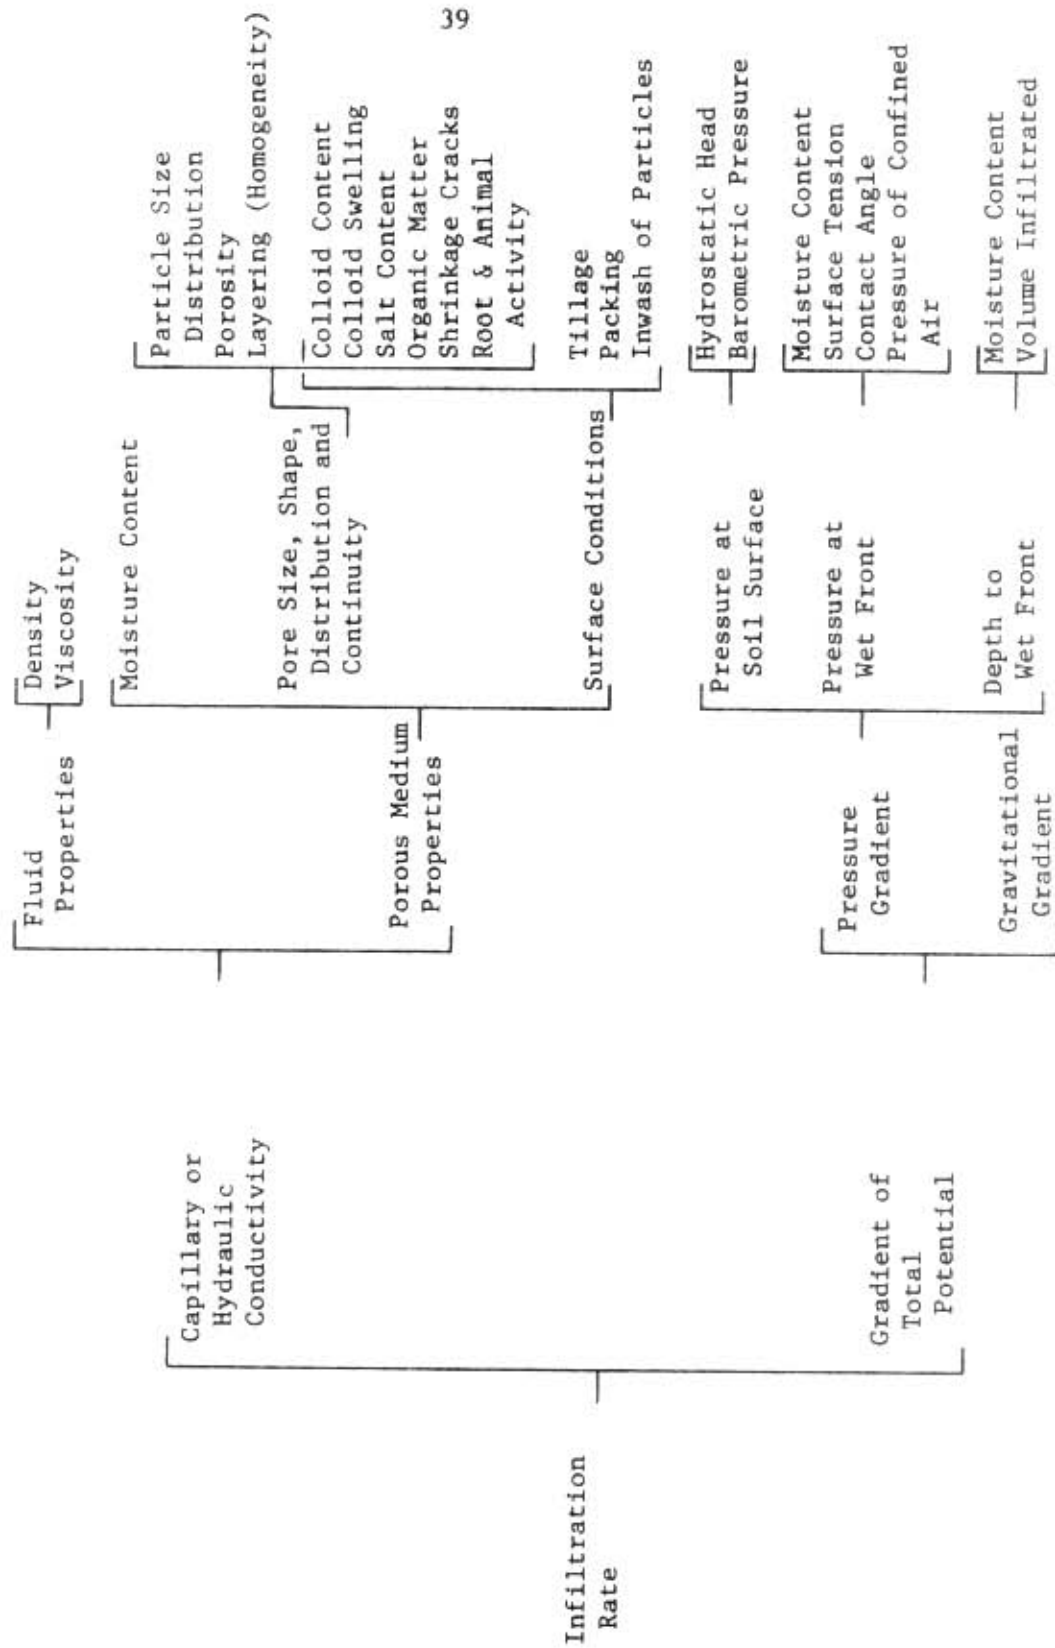 39
Infiltration
Rate
Capillary or
Hydraulic
Conductivity
Gradient of
Total
Potential
Fluid
Properties
Porous Medium
Properties
Pressure
Gradient
Gravitational
Gradient
Density
Viscosity
Moisture Content
Pore Size, Shape,
Distribution and
Continuity
Surface Conditions
Pressure at
Soil Surface
Pressure at
Wet Front
Depth to
Wet Front
Particle Size
Distribution
Porosity
Layering (Homogeneity)
Colloid Content
Colloid Swelling
Salt Content
Organic Matter
Shrinkage Cracks
Root & Animal
Activity
Tillage
Packing
Inwash of Particles
Hydrostatic Head
Barometric Pressure
Moisture Content
Surface Tension
Contact Angle
Pressure of Confined
Air
Moisture Content
Volume Infiltrated